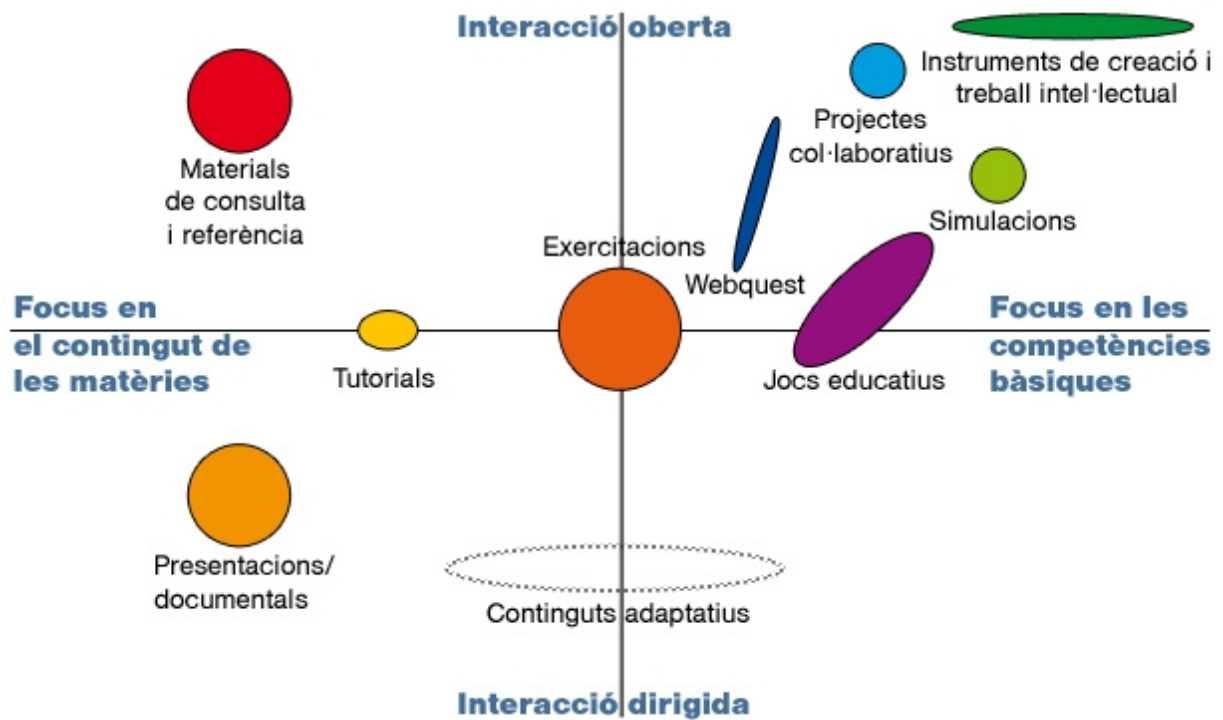 Interacció oberta
Instruments de creació i
treball intel·lectual
Projectes
col·laboratius
Materials
de consulta
i referència
Simulacions
Exercitacions
Webquest
Focus en
el contingut de
les matèries
Focus en les
competències
bàsiques
Tutorials
Jocs educatius
Presentacions/
documentals
Continguts adaptatius
Interacció dirigida